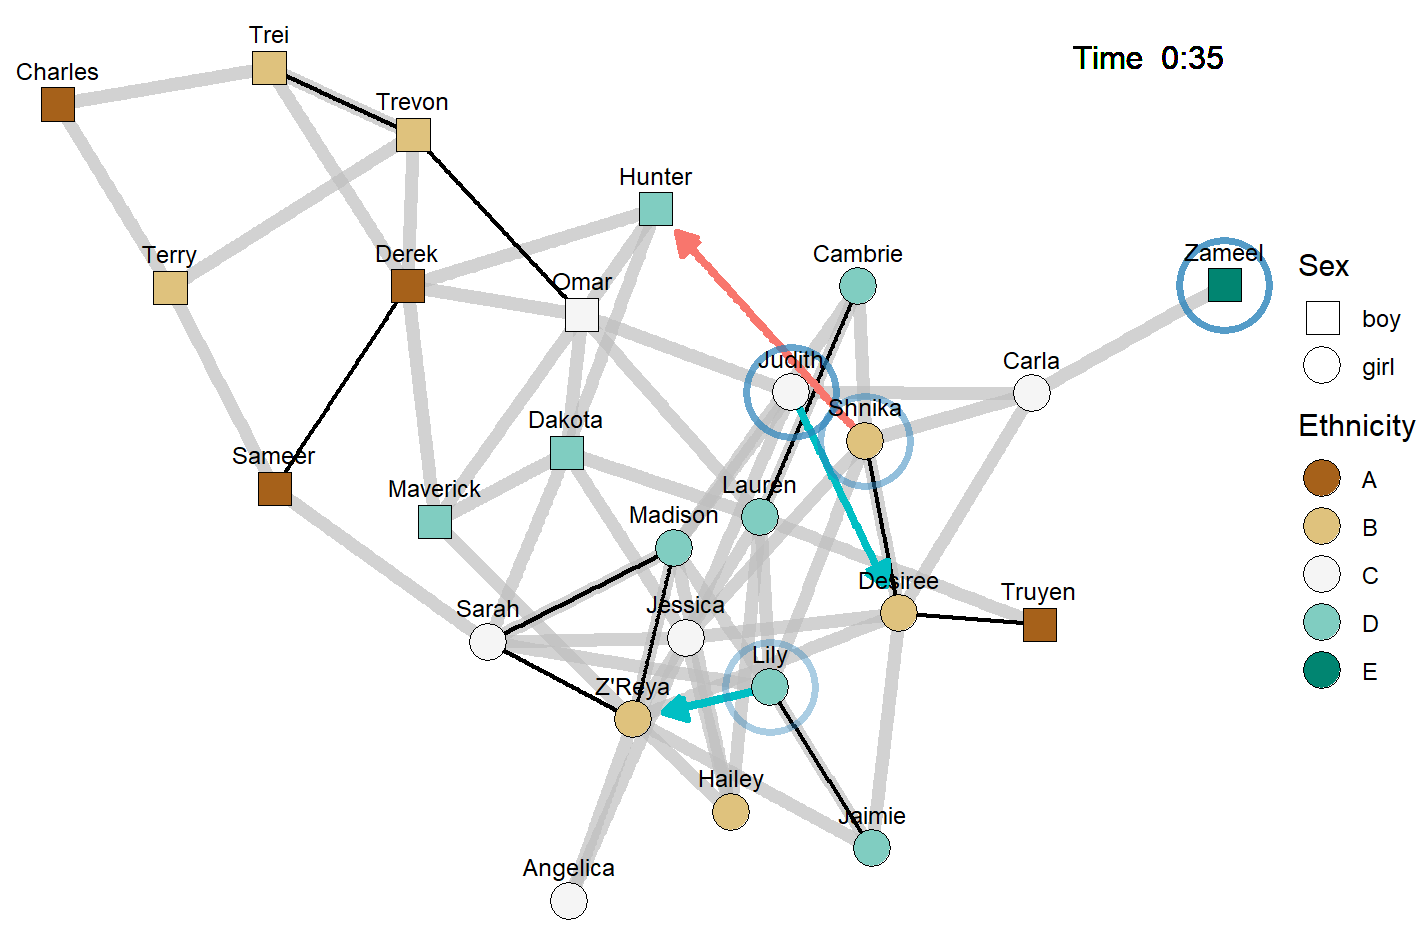 Trei
Time 0:35
Charles
Trevon
Hunter
Terry
Derek
Cambrie
Zameel
Sex
Omar
boy
Judith
Carla
girl
Shnika
Dakota
Ethnicity
Sameer
Maverick
Lauren
A
Madison
B
Desiree
Truyen
C
Sarah
Jessica
D
Lily
Z'Reya
E
Hailey
Jaimie
Angelica